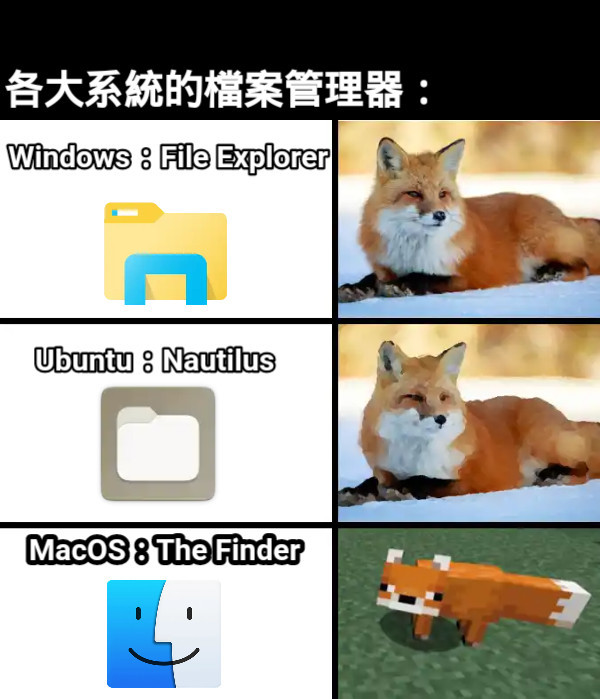 各大系統的檔案管理器：
Windows：File Explorer
Ubuntu：Nautilus
MacOS：The Finder